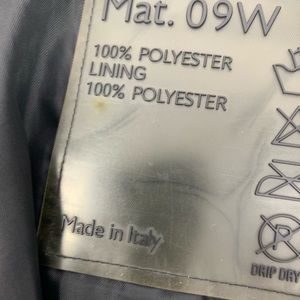 Mat. 09W
100% POLYESTER
LINING
100% POLYESTER
Made in Italy
P
DRIP DRY